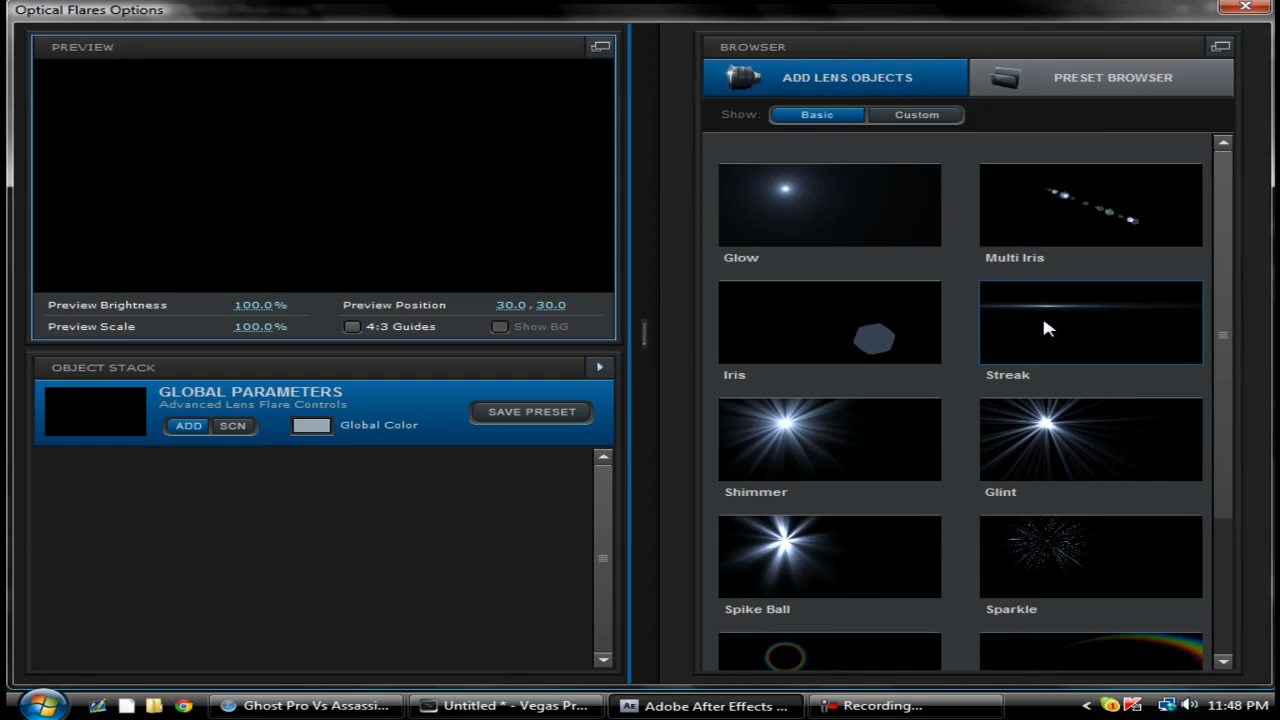 Optical Flares Options
PREVIEW
Preview Brightness 100.0% Preview Position 30.0 , 30.0
Preview Scale 100.0% 4:3 Guides Show BG
OBJECT STACK
GLOBAL PARAMETERS
Advanced Lens Flare Controls
ADD SCN Global Color SAVE PRESET
BROWSER
ADD LENS OBJECTS PRESET BROWSER
Show: Basic Custom
Glow Multi Iris
Iris Streak
Shimmer Glint
Spike Ball Sparkle
Ghost Pro Vs Assassi... Untitled * - Vegas Pr... AE Adobe After Effects ... Recording... < 1 11:48 PM